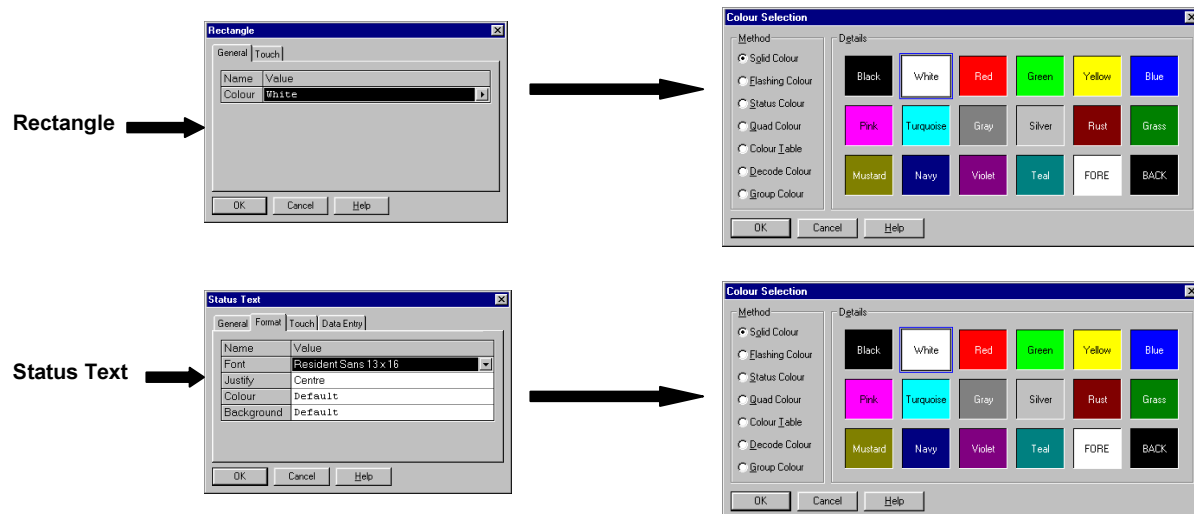 Rectangle
Rectangle
General Touch
Name Value
Colour White
OK Cancel Help
Colour Selection
Method
Solid Colour
Flashing Colour
Status Colour
Quad Colour
Colour Table
Decode Colour
Group Colour
Details
Black White Red Green Yellow Blue
Pink Turquoise Gray Silver Rust Grass
Mustard Navy Violet Teal FORE BACK
OK Cancel Help
Status Text
Status Text
General Format Touch Data Entry
Name Value
Font Resident Sans 13 x 16
Justify Centre
Colour Default
Background Default
OK Cancel Help
Colour Selection
Method
Solid Colour
Flashing Colour
Status Colour
Quad Colour
Colour Table
Decode Colour
Group Colour
Details
Black White Red Green Yellow Blue
Pink Turquoise Gray Silver Rust Grass
Mustard Navy Violet Teal FORE BACK
OK Cancel Help